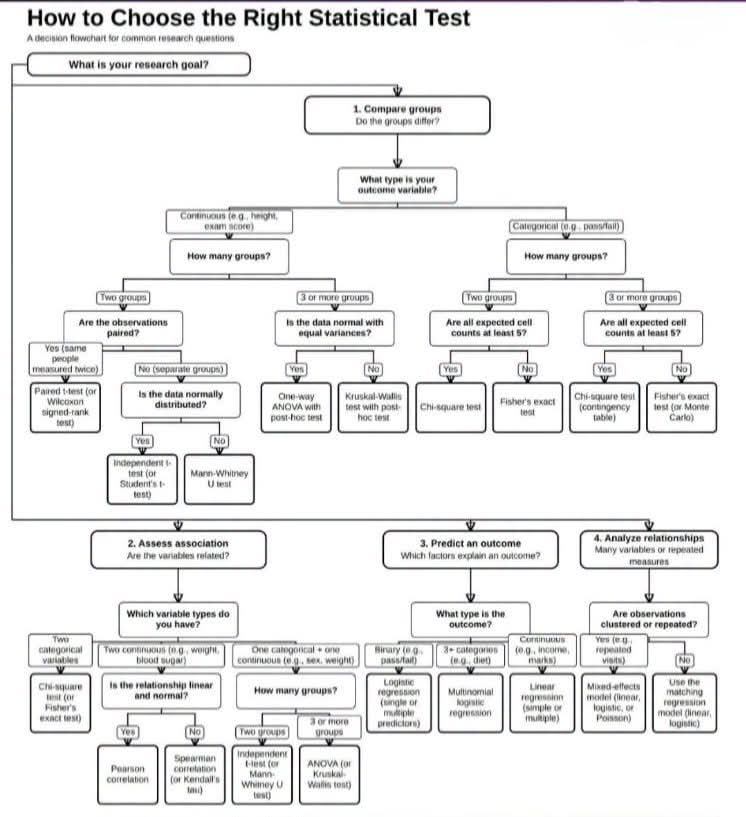 How to Choose the Right Statistical Test
A decision flowchart for common research questions
What is your research goal?
1. Compare groups
Do the groups differ?
What type is your
outcome variable?
Continuous (e.g., height,
exam score)
Categorical (e.g., pass/fail)
How many groups?
How many groups?
Two groups
3 or more groups
Two groups
3 or more groups
Are the observations
paired?
Is the data normal with
equal variances?
Are all expected cell
counts at least 5?
Are all expected cell
counts at least 5?
Yes (same
people
measured twice)
No (separate groups)
Yes
No
Yes
No
Yes
No
Paired t-test (or
Wilcoxon
signed-rank
test)
Is the data normally
distributed?
One-way
ANOVA with
post-hoc test
Kruskal-Wallis
test with post-
hoc test
Chi-square test
Fisher's exact
test
Chi-square test
(contingency
table)
Fisher's exact
test (or Monte
Carlo)
Yes
No
Independent t-
test (or
Student's t-
test)
Mann-Whitney
U test
2. Assess association
Are the variables related?
3. Predict an outcome
Which factors explain an outcome?
4. Analyze relationships
Many variables or repeated
measures
Which variable types do
you have?
What type is the
outcome?
Are observations
clustered or repeated?
Two
categorical
variables
Two continuous (e.g., weight,
blood sugar)
One categorical + one
continuous (e.g., sex, weight)
Binary (e.g.,
pass/fail)
3+ categories
(e.g., diet)
Continuous
(e.g., income,
marks)
Yes (e.g.,
repeated
visits)
No
Chi-square
test (or
Fisher's
exact test)
Is the relationship linear
and normal?
How many groups?
Logistic
regression
(single or
multiple
predictors)
Multinomial
logistic
regression
Linear
regression
(simple or
multiple)
Mixed-effects
model (linear,
logistic, or
Poisson)
Use the
matching
regression
model (linear,
logistic)
Yes
No
Two groups
3 or more
groups
Pearson
correlation
Spearman
correlation
(or Kendall's
tau)
Independent
t-test (or
Mann-
Whitney U
test)
ANOVA (or
Kruskal-
Wallis test)